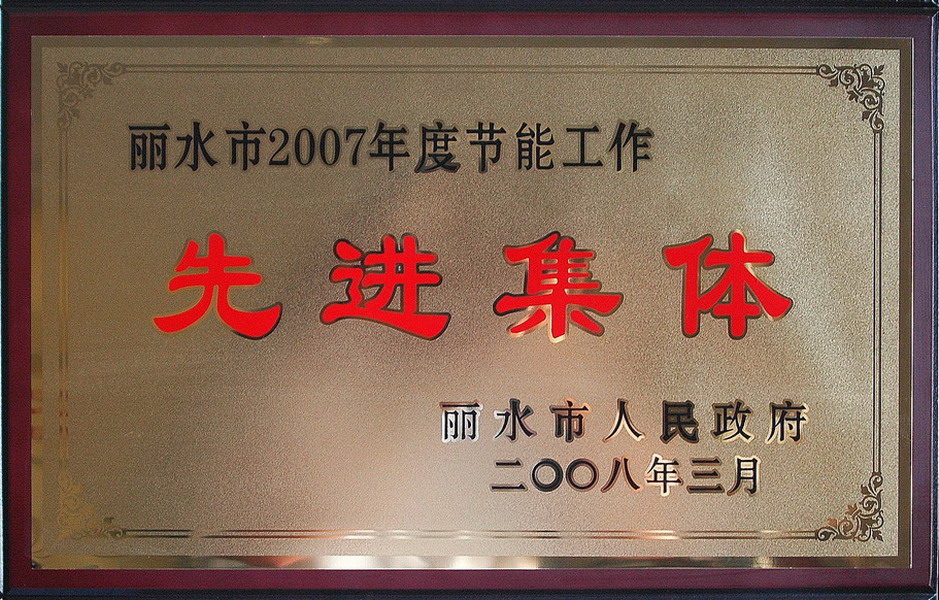 丽水市2007年度节能工作
先进集体
丽水市人民政府
二〇〇八年三月